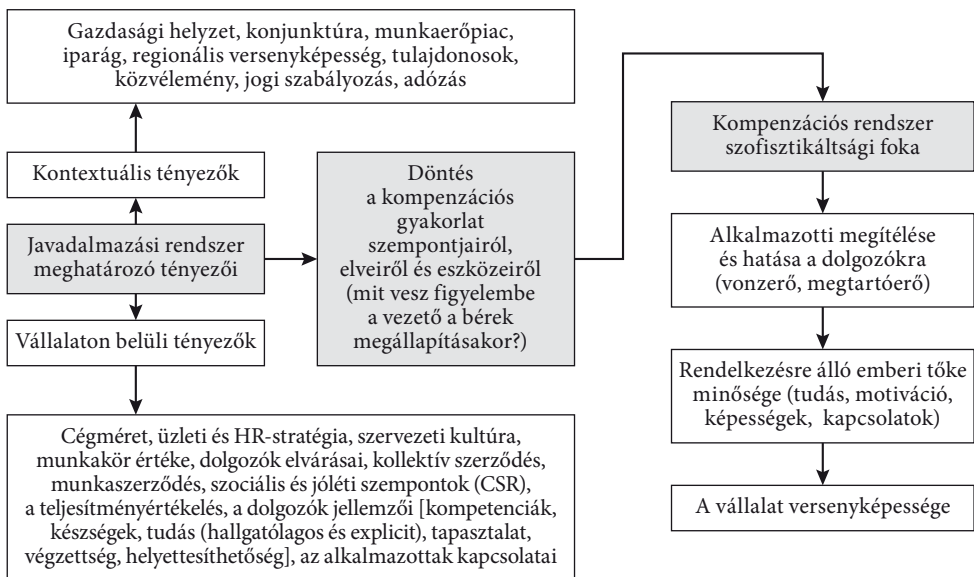 Gazdasági helyzet, konjunktúra, munkaerőpiac,
iparág, regionális versenyképesség, tulajdonosok,
közvélemény, jogi szabályozás, adózás
Kontextuális tényezők
Javadalmazási rendszer
meghatározó tényezői
Vállalaton belüli tényezők
Cégméret, üzleti és HR-stratégia, szervezeti kultúra,
munkakör értéke, dolgozók elvárásai, kollektív szerződés,
munkaszerződés, szociális és jóléti szempontok (CSR),
a teljesítményértékelés, a dolgozók jellemzői [kompetenciák,
készségek, tudás (hallgatólagos és explicit), tapasztalat,
végzettség, helyettesíthetőség], az alkalmazottak kapcsolatai
Döntés
a kompenzációs
gyakorlat
szempontjairól,
elveiről és eszközeiről
(mit vesz figyelembe
a vezető a bérek
megállapításakor?)
Kompenzációs rendszer
szofisztikáltsági foka
Alkalmazotti megítélése
és hatása a dolgozókra
(vonzerő, megtartóerő)
Rendelkezésre álló emberi tőke
minősége (tudás, motiváció,
képességek, kapcsolatok)
A vállalat versenyképessége